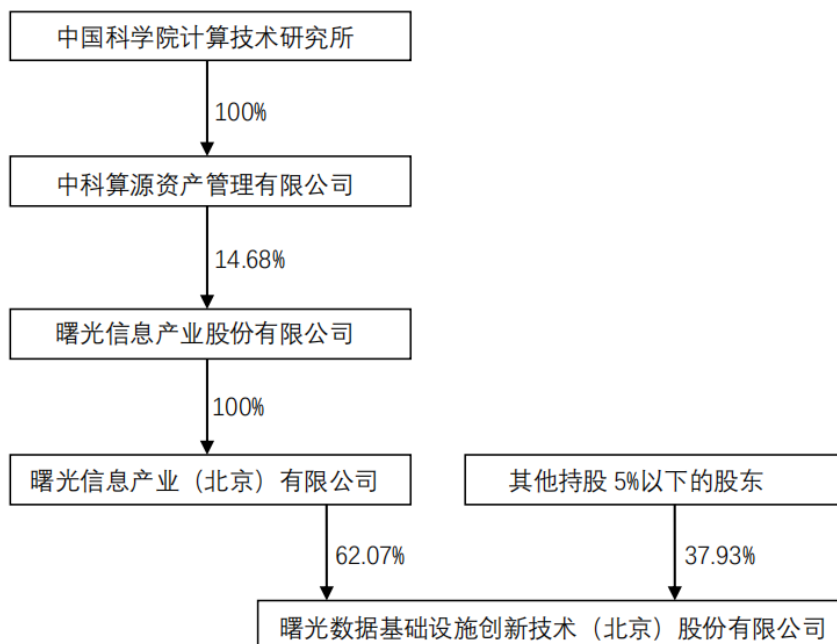 中国科学院计算技术研究所
100%
中科算源资产管理有限公司
14.68%
曙光信息产业股份有限公司
100%
曙光信息产业（北京）有限公司
其他持股 5%以下的股东
62.07%
37.93%
曙光数据基础设施创新技术（北京）股份有限公司